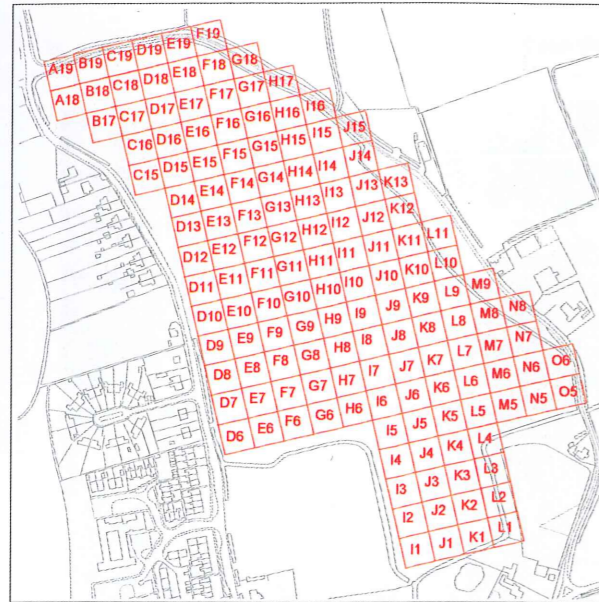 A19 B19 C19 D19 E19 F19
A18 B18 C18 D18 E18 F18 G18
B17 C17 D17 E17 F17 G17 H17
C16 D16 E16 F16 G16 H16 I16
C15 D15 E15 F15 G15 H15 I15 J15
D14 E14 F14 G14 H14 I14 J14
D13 E13 F13 G13 H13 I13 J13 K13
D12 E12 F12 G12 H12 I12 J12 K12
D11 E11 F11 G11 H11 I11 J11 K11 L11
D10 E10 F10 G10 H10 I10 J10 K10 L10
D9 E9 F9 G9 H9 I9 J9 K9 L9 M9
D8 E8 F8 G8 H8 I8 J8 K8 L8 M8 N8
D7 E7 F7 G7 H7 I7 J7 K7 L7 M7 N7
D6 E6 F6 G6 H6 I6 J6 K6 L6 M6 N6 O6
I5 J5 K5 L5 M5 N5 O5
I4 J4 K4 L4
I3 J3 K3 L3
I2 J2 K2 L2
I1 J1 K1 L1